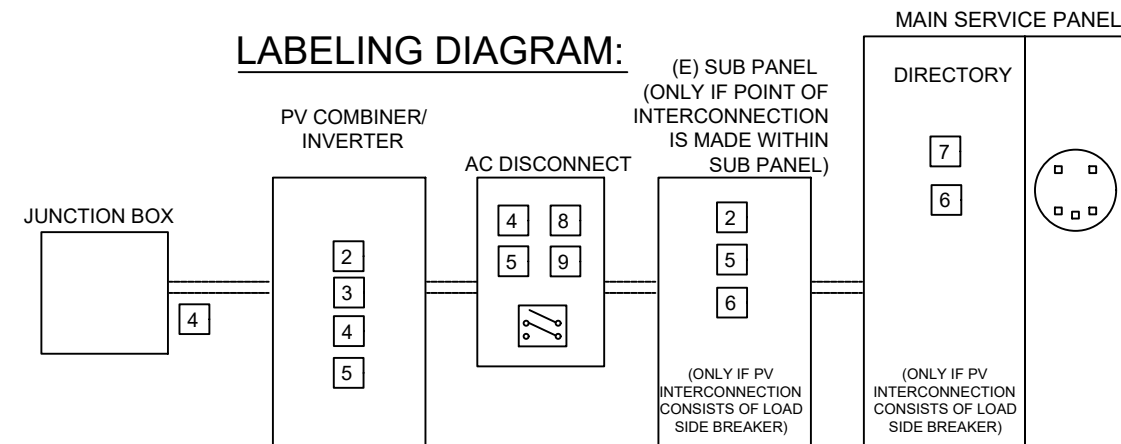 MAIN SERVICE PANEL
LABELING DIAGRAM:
(E) SUB PANEL
(ONLY IF POINT OF
INTERCONNECTION
IS MADE WITHIN
SUB PANEL)
DIRECTORY
PV COMBINER/
INVERTER
AC DISCONNECT
JUNCTION BOX
4
2
3
4
5
4 8
5 9
2
5
6
(ONLY IF PV
INTERCONNECTION
CONSISTS OF LOAD
SIDE BREAKER)
7
6
(ONLY IF PV
INTERCONNECTION
CONSISTS OF LOAD
SIDE BREAKER)